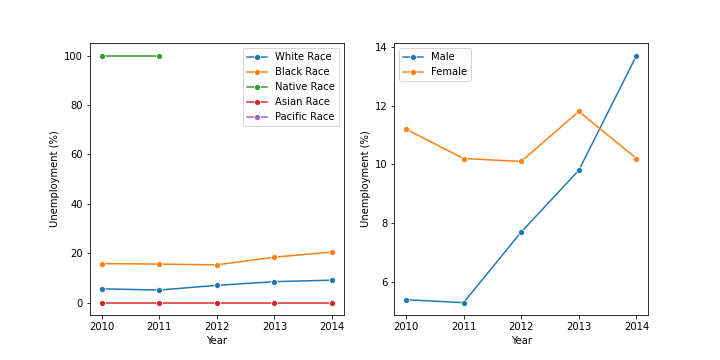 100
80
60
40
20
0
Unemployment (%)
2010 2011 2012 2013 2014
Year
White Race
Black Race
Native Race
Asian Race
Pacific Race
14
12
10
8
6
Unemployment (%)
2010 2011 2012 2013 2014
Year
Male
Female